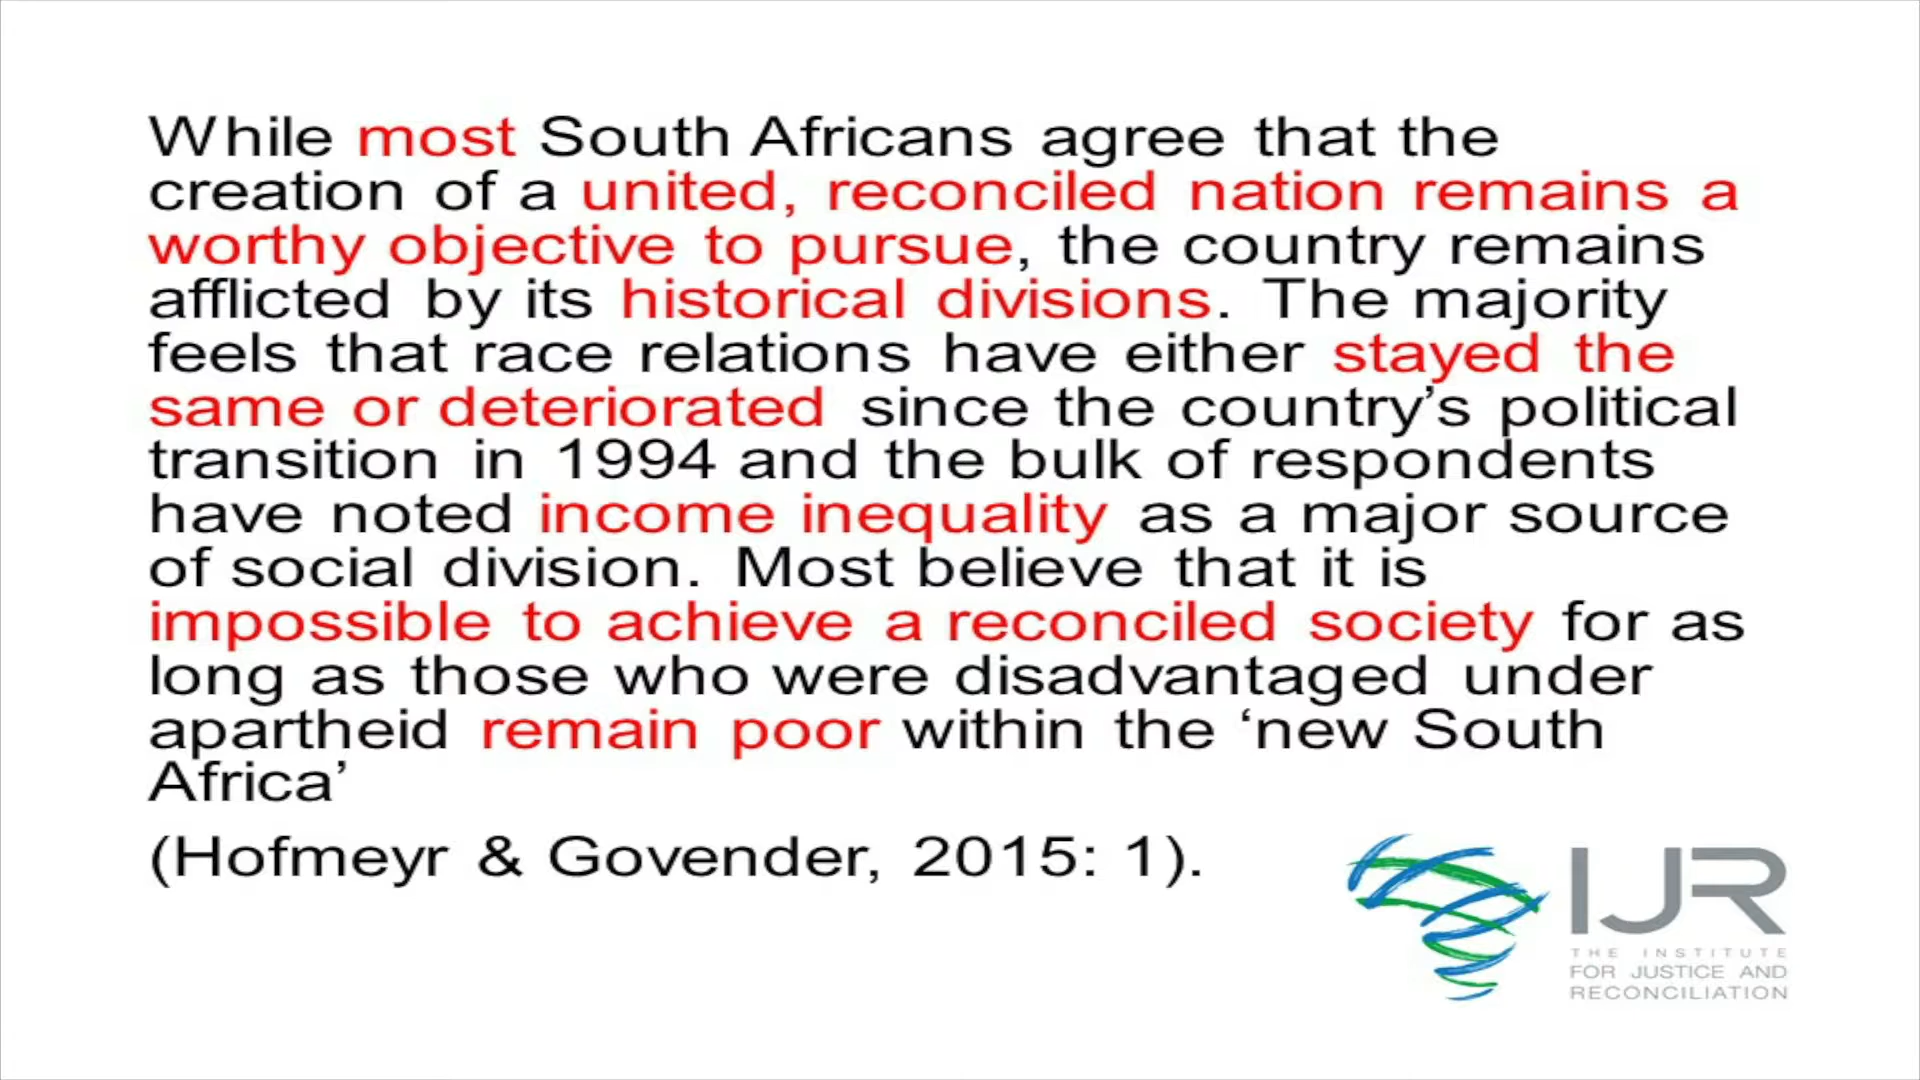 While most South Africans agree that the
creation of a united, reconciled nation remains a
worthy objective to pursue, the country remains
afflicted by its historical divisions. The majority
feels that race relations have either stayed the
same or deteriorated since the country’s political
transition in 1994 and the bulk of respondents
have noted income inequality as a major source
of social division. Most believe that it is
impossible to achieve a reconciled society for as
long as those who were disadvantaged under
apartheid remain poor within the ‘new South
Africa’
(Hofmeyr & Govender, 2015: 1).
IJR
THE INSTITUTE
FOR JUSTICE AND
RECONCILIATION